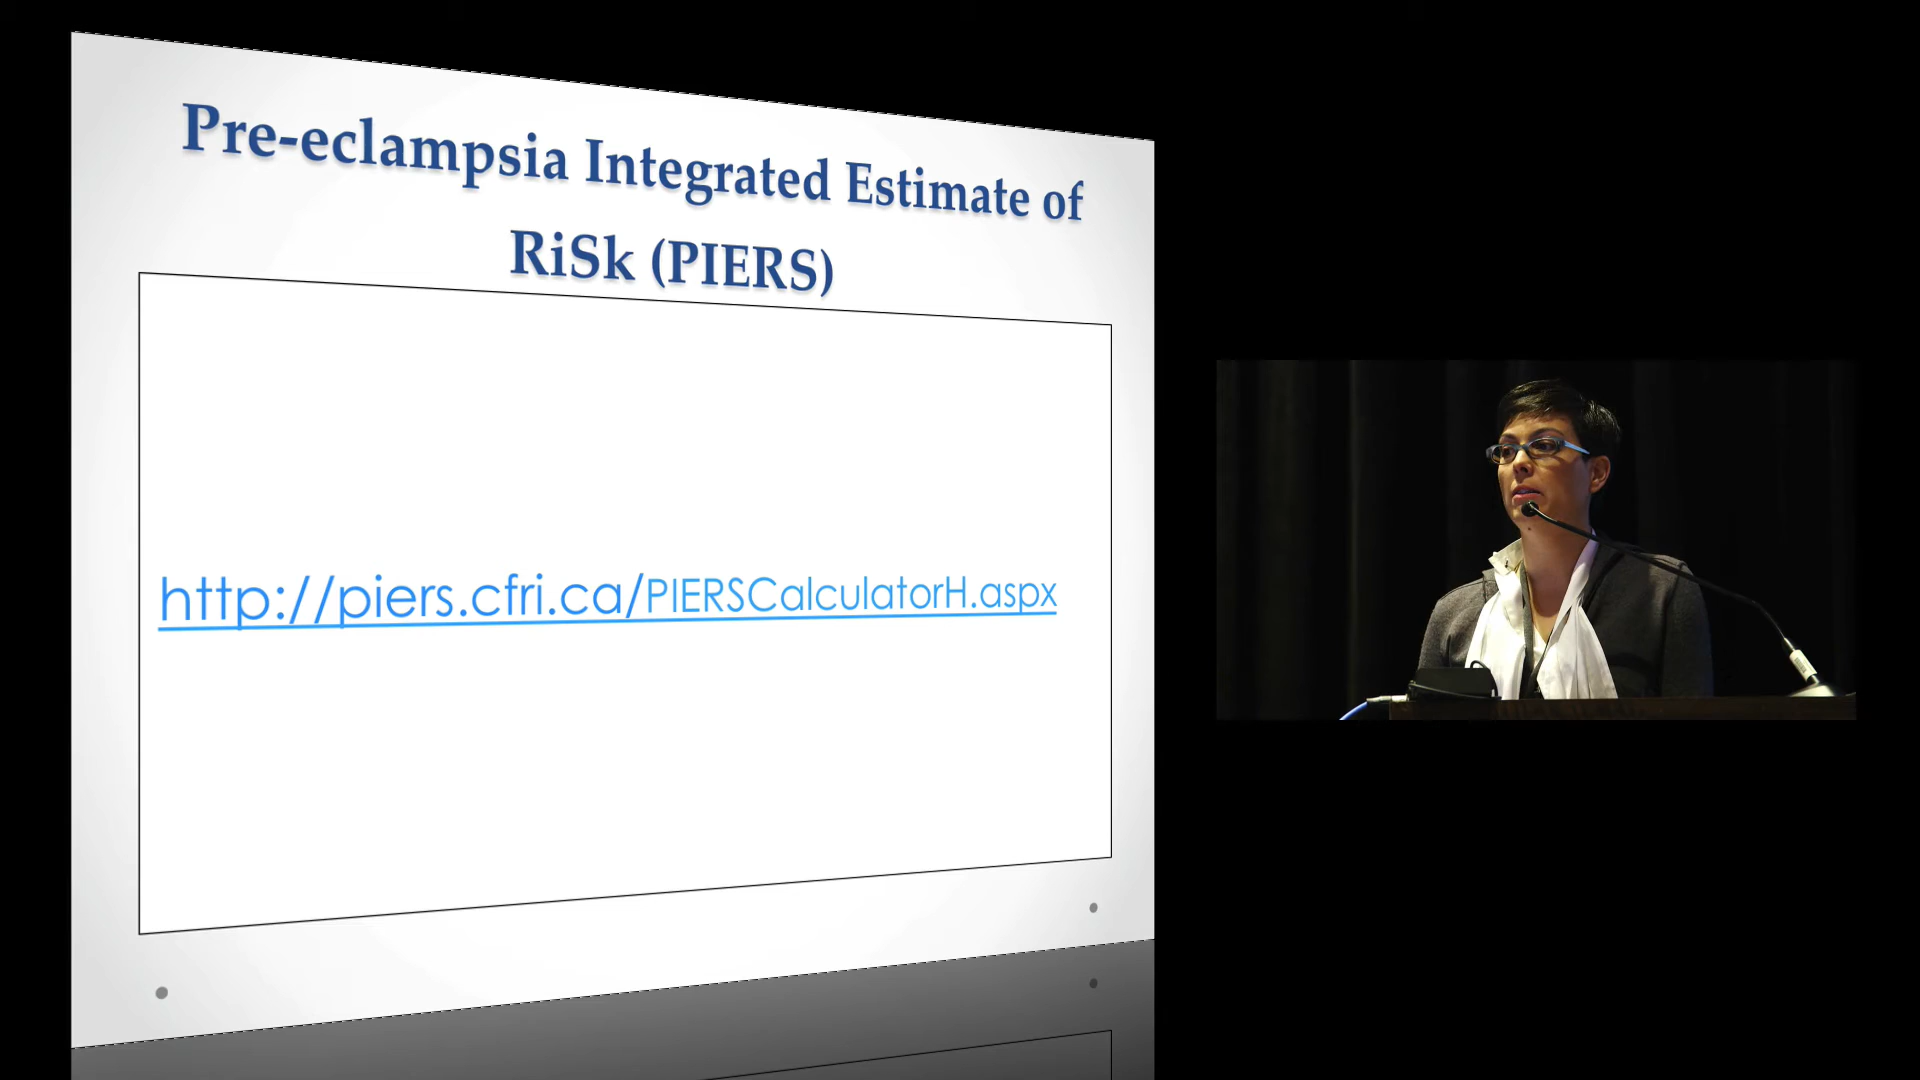 Pre-eclampsia Integrated Estimate of
RiSk (PIERS)
http://piers.cfri.ca/PIERSCalculatorH.aspx